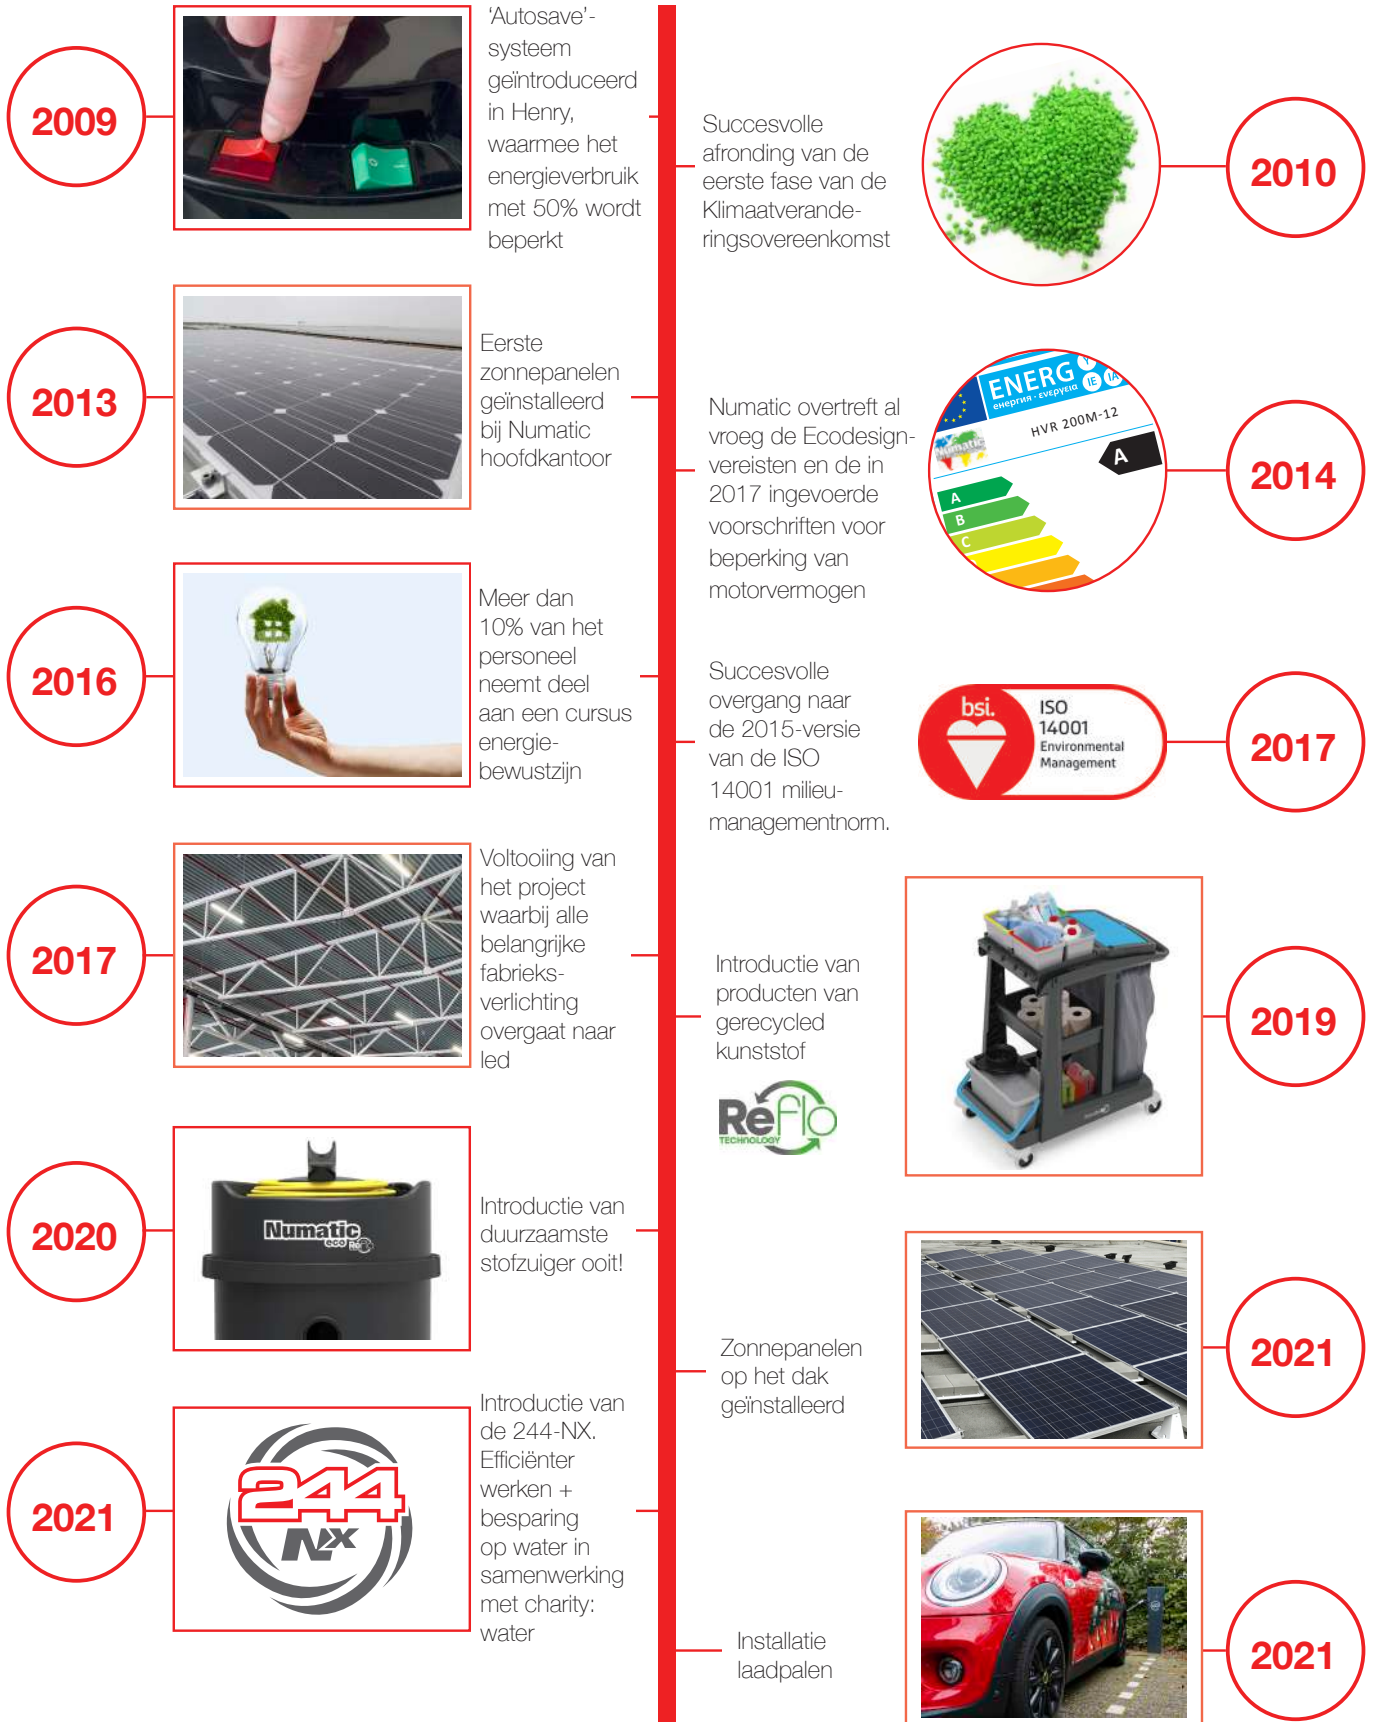 2009
'Autosave'-
systeem
geïntroduceerd
in Henry,
waarmee het
energieverbruik
met 50% wordt
beperkt
Succesvolle
afronding van de
eerste fase van de
Klimaatverande-
ringsovereenkomst
2010
2013
Eerste
zonnepanelen
geïnstalleerd
bij Numatic
hoofdkantoor
Numatic overtreft al
vroeg de Ecodesign-
vereisten en de in
2017 ingevoerde
voorschriften voor
beperking van
motorvermogen
ENERG
енергия · ενεργεια
Y
IE IA
Numatic
HVR 200M-12
A
A
B
C
2014
2016
Meer dan
10% van het
personeel
neemt deel
aan een cursus
energie-
bewustzijn
Succesvolle
overgang naar
de 2015-versie
van de ISO
14001 milieu-
managementnorm.
bsi.
ISO
14001
Environmental
Management
2017
2017
Voltooiing van
het project
waarbij alle
belangrijke
fabrieks-
verlichting
overgaat naar
led
Introductie van
producten van
gerecycled
kunststof
ReFlo
TECHNOLOGY
2019
2020
Numatic
eco ReFlo
Introductie van
duurzaamste
stofzuiger ooit!
Zonnepanelen
op het dak
geïnstalleerd
2021
2021
244
NX
Introductie van
de 244-NX.
Efficiënter
werken +
besparing
op water in
samenwerking
met charity:
water
Installatie
laadpalen
2021